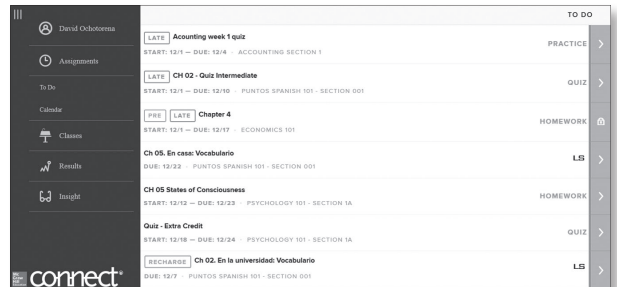 TO DO
David Ochotorena
Assignments
To Do
Calendar
Classes
Results
Insight
Mc Graw Hill connect®
LATE Acounting week 1 quiz
START: 12/1 — DUE: 12/4 · ACCOUNTING SECTION 1
PRACTICE
LATE CH 02 - Quiz Intermediate
START: 12/1 — DUE: 12/10 · PUNTOS SPANISH 101 - SECTION 001
QUIZ
PRE LATE Chapter 4
START: 12/1 — DUE: 12/17 · ECONOMICS 101
HOMEWORK
Ch 05. En casa: Vocabulario
DUE: 12/22 · PUNTOS SPANISH 101 - SECTION 001
LS
CH 05 States of Consciousness
START: 12/12 — DUE: 12/23 · PSYCHOLOGY 101 - SECTION 1A
HOMEWORK
Quiz - Extra Credit
START: 12/18 — DUE: 12/24 · PSYCHOLOGY 101 - SECTION 1A
QUIZ
RECHARGE Ch 02. En la universidad: Vocabulario
DUE: 12/7 · PUNTOS SPANISH 101 - SECTION 001
LS